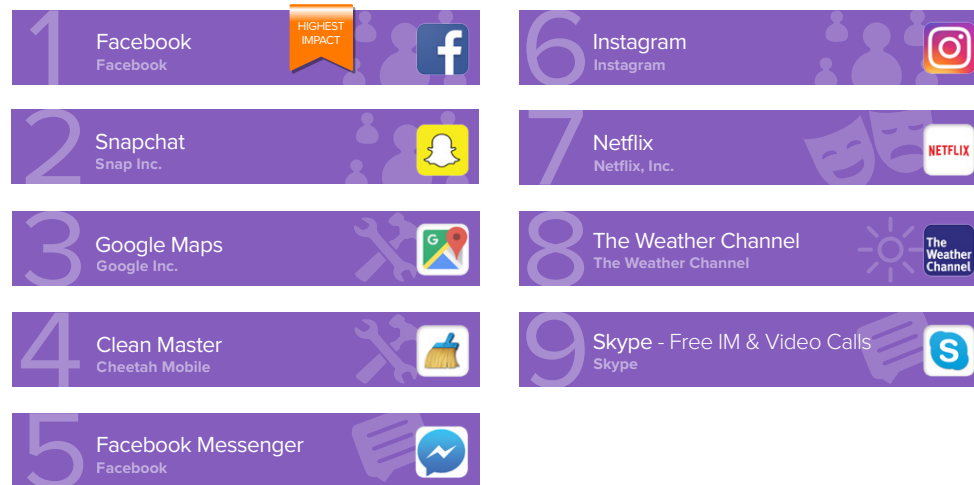 1
Facebook
Facebook
HIGHEST
IMPACT
2
Snapchat
Snap Inc.
3
Google Maps
Google Inc.
G
4
Clean Master
Cheetah Mobile
5
Facebook Messenger
Facebook
6
Instagram
Instagram
7
Netflix
Netflix, Inc.
NETFLIX
8
The Weather Channel
The Weather Channel
The
Weather
Channel
9
Skype - Free IM & Video Calls
Skype
S